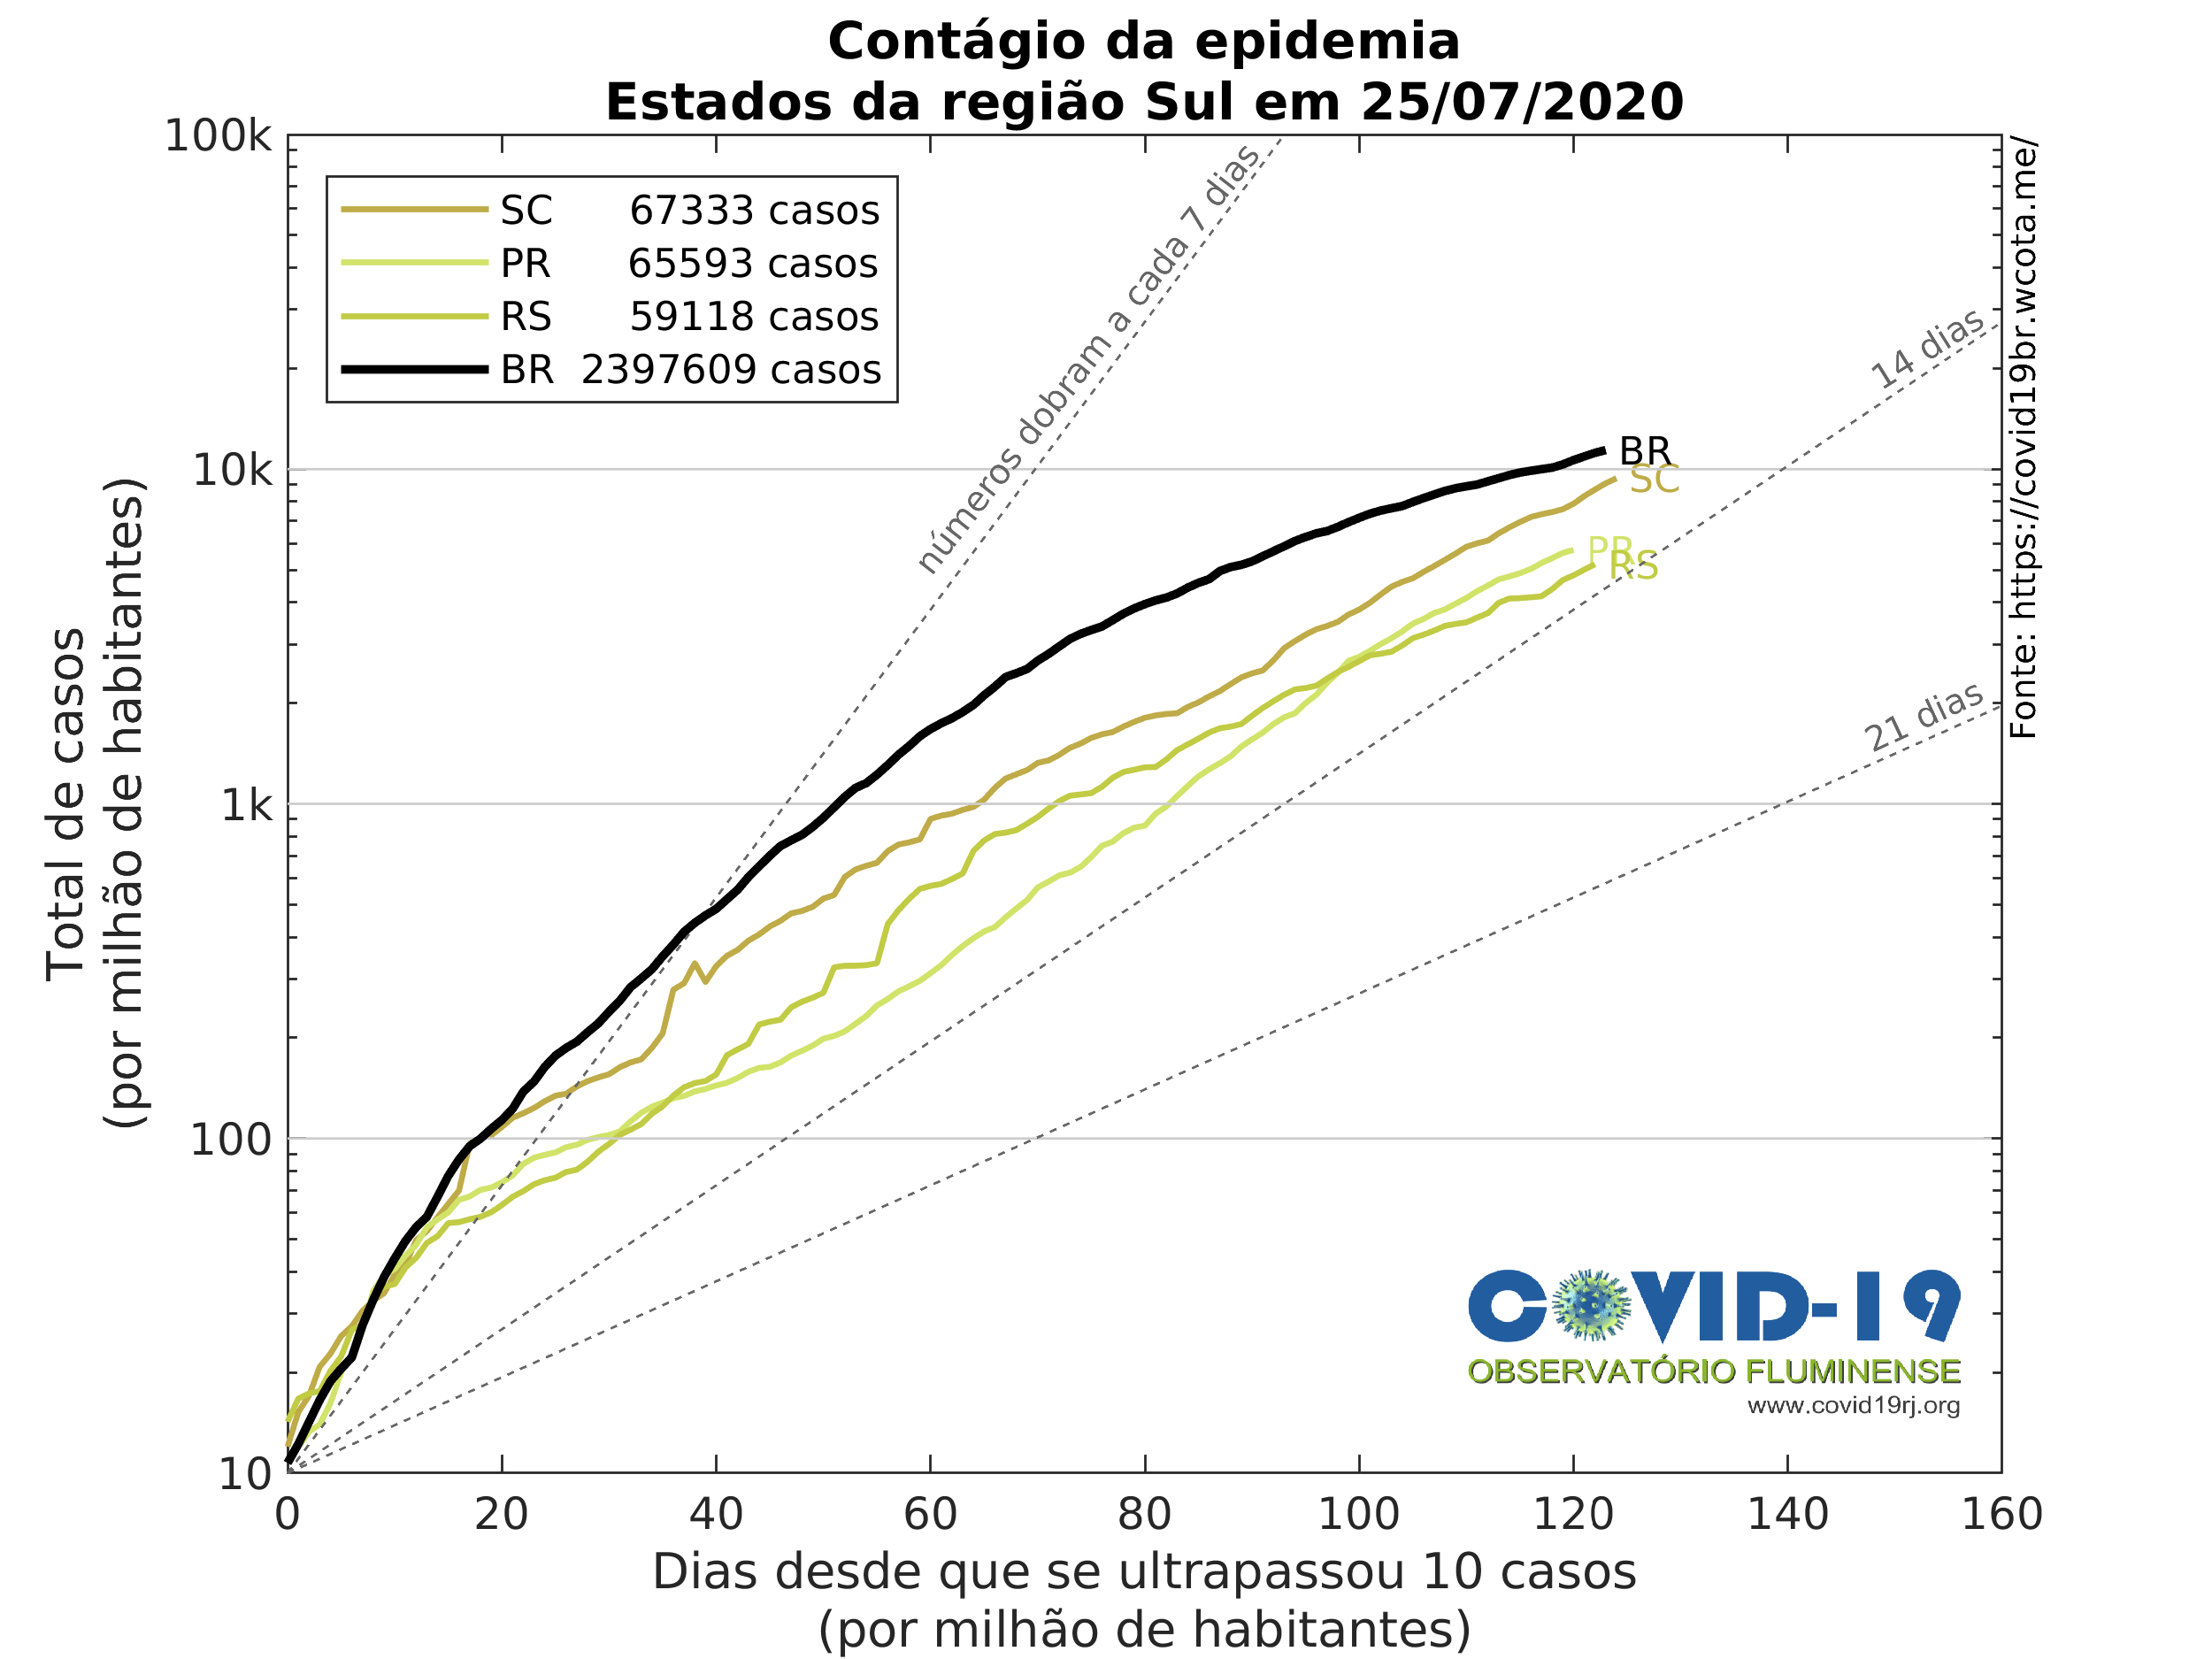 Contágio da epidemia
Estados da região Sul em 25/07/2020
100k
10k
1k
100
10
Total de casos
(por milhão de habitantes)
SC 67333 casos
PR 65593 casos
RS 59118 casos
BR 2397609 casos
números dobram a cada 7 dias
14 dias
21 dias
BR
SC
PR
RS
Fonte: https://covid19br.wcota.me/
COVID-19
OBSERVATÓRIO FLUMINENSE
www.covid19rj.org
0 20 40 60 80 100 120 140 160
Dias desde que se ultrapassou 10 casos
(por milhão de habitantes)